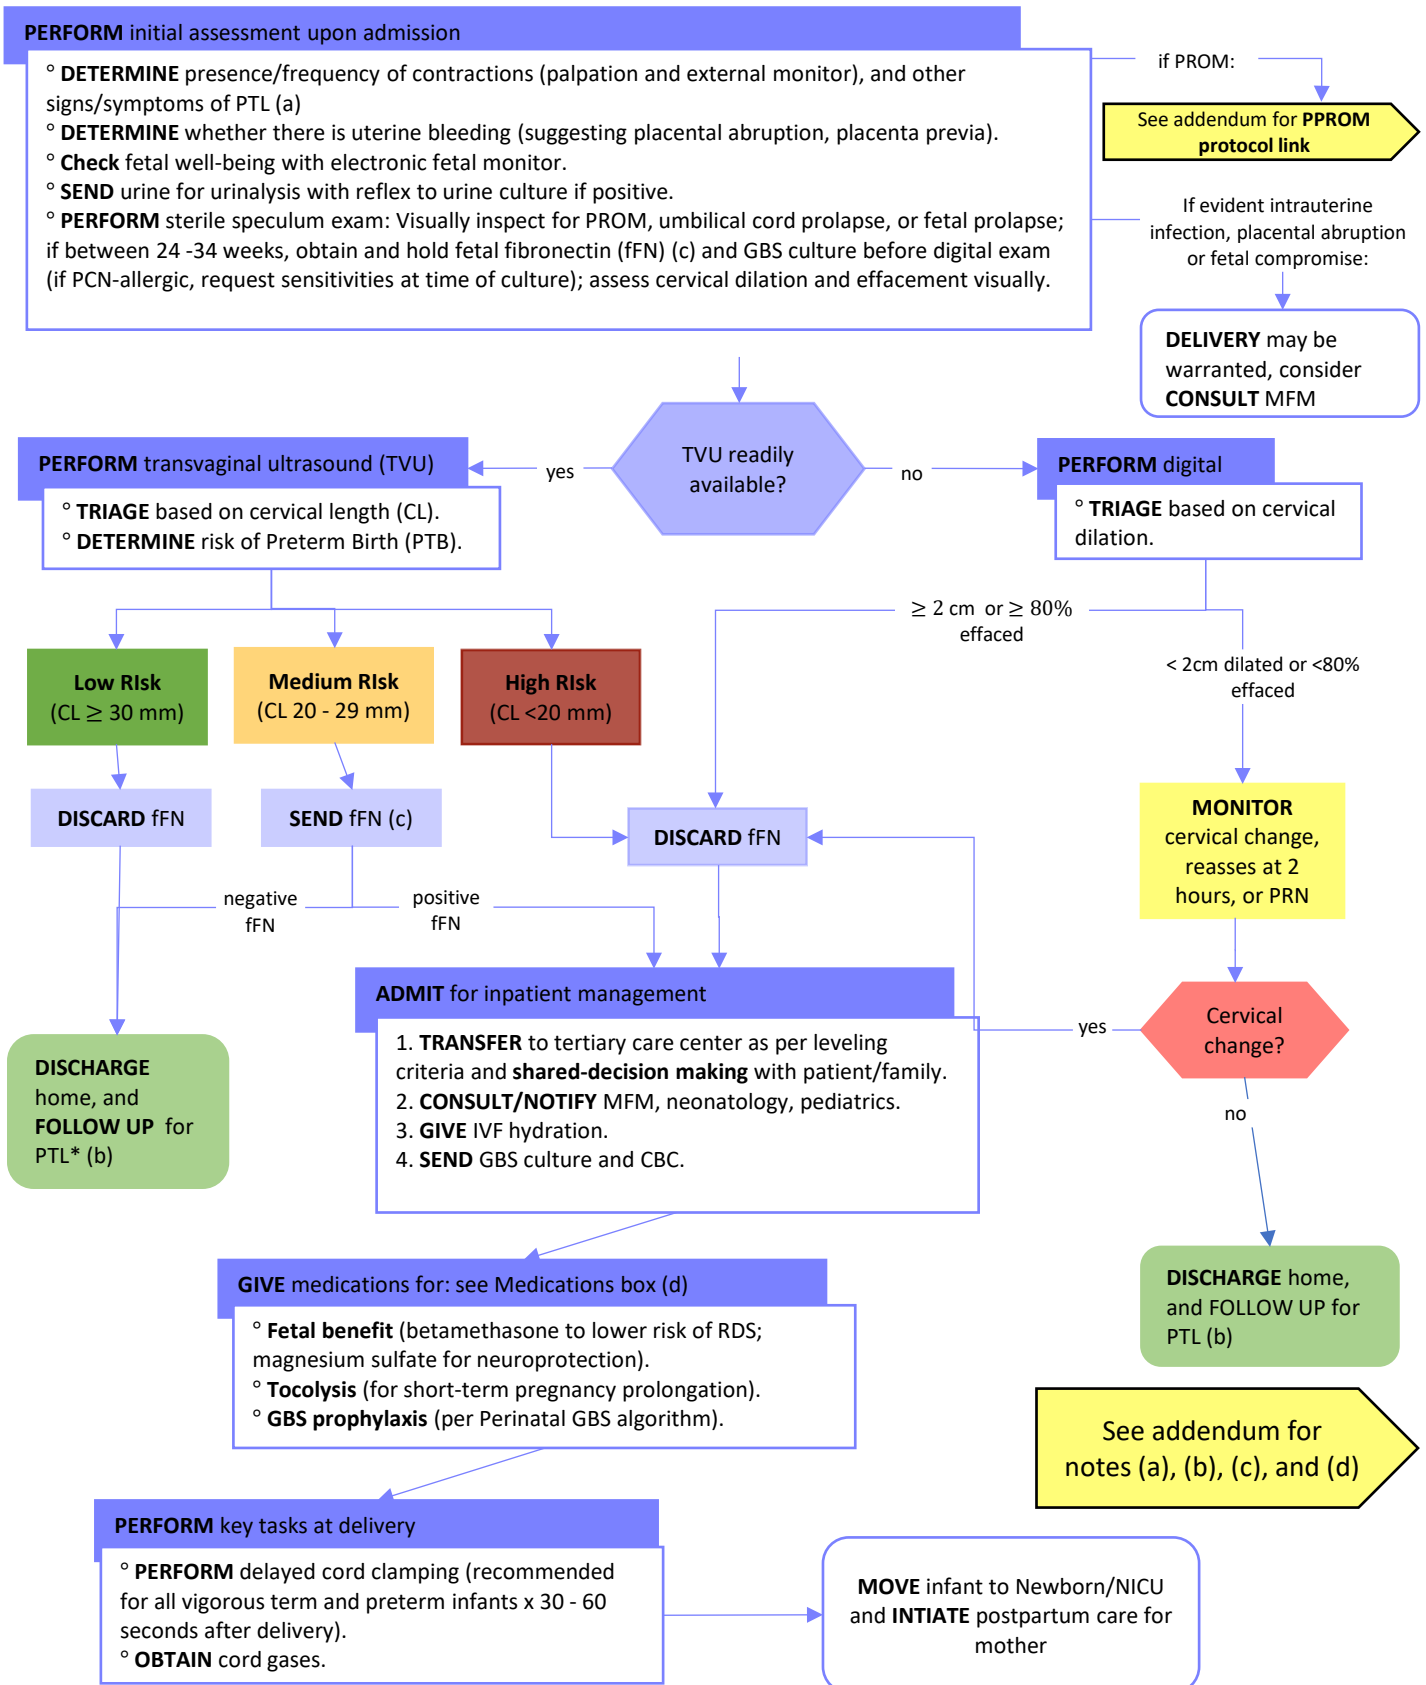 PERFORM initial assessment upon admission
° DETERMINE presence/frequency of contractions (palpation and external monitor), and other
signs/symptoms of PTL (a)
° DETERMINE whether there is uterine bleeding (suggesting placental abruption, placenta previa).
° Check fetal well-being with electronic fetal monitor.
° SEND urine for urinalysis with reflex to urine culture if positive.
° PERFORM sterile speculum exam: Visually inspect for PROM, umbilical cord prolapse, or fetal prolapse;
if between 24 -34 weeks, obtain and hold fetal fibronectin (fFN) (c) and GBS culture before digital exam
(if PCN-allergic, request sensitivities at time of culture); assess cervical dilation and effacement visually.
if PROM:
See addendum for PPROM
protocol link
If evident intrauterine
infection, placental abruption
or fetal compromise:
DELIVERY may be
warranted, consider
CONSULT MFM
TVU readily
available?
yes
no
PERFORM transvaginal ultrasound (TVU)
° TRIAGE based on cervical length (CL).
° DETERMINE risk of Preterm Birth (PTB).
PERFORM digital
° TRIAGE based on cervical
dilation.
≥ 2 cm or ≥ 80%
effaced
< 2cm dilated or <80%
effaced
Low RIsk
(CL ≥ 30 mm)
Medium RIsk
(CL 20 - 29 mm)
High RIsk
(CL <20 mm)
DISCARD fFN
SEND fFN (c)
DISCARD fFN
MONITOR
cervical change,
reasses at 2
hours, or PRN
negative
fFN
positive
fFN
ADMIT for inpatient management
1. TRANSFER to tertiary care center as per leveling
criteria and shared-decision making with patient/family.
2. CONSULT/NOTIFY MFM, neonatology, pediatrics.
3. GIVE IVF hydration.
4. SEND GBS culture and CBC.
Cervical
change?
yes
no
DISCHARGE
home, and
FOLLOW UP for
PTL* (b)
DISCHARGE home,
and FOLLOW UP for
PTL (b)
GIVE medications for: see Medications box (d)
° Fetal benefit (betamethasone to lower risk of RDS;
magnesium sulfate for neuroprotection).
° Tocolysis (for short-term pregnancy prolongation).
° GBS prophylaxis (per Perinatal GBS algorithm).
See addendum for
notes (a), (b), (c), and (d)
PERFORM key tasks at delivery
° PERFORM delayed cord clamping (recommended
for all vigorous term and preterm infants x 30 - 60
seconds after delivery).
° OBTAIN cord gases.
MOVE infant to Newborn/NICU
and INTIATE postpartum care for
mother